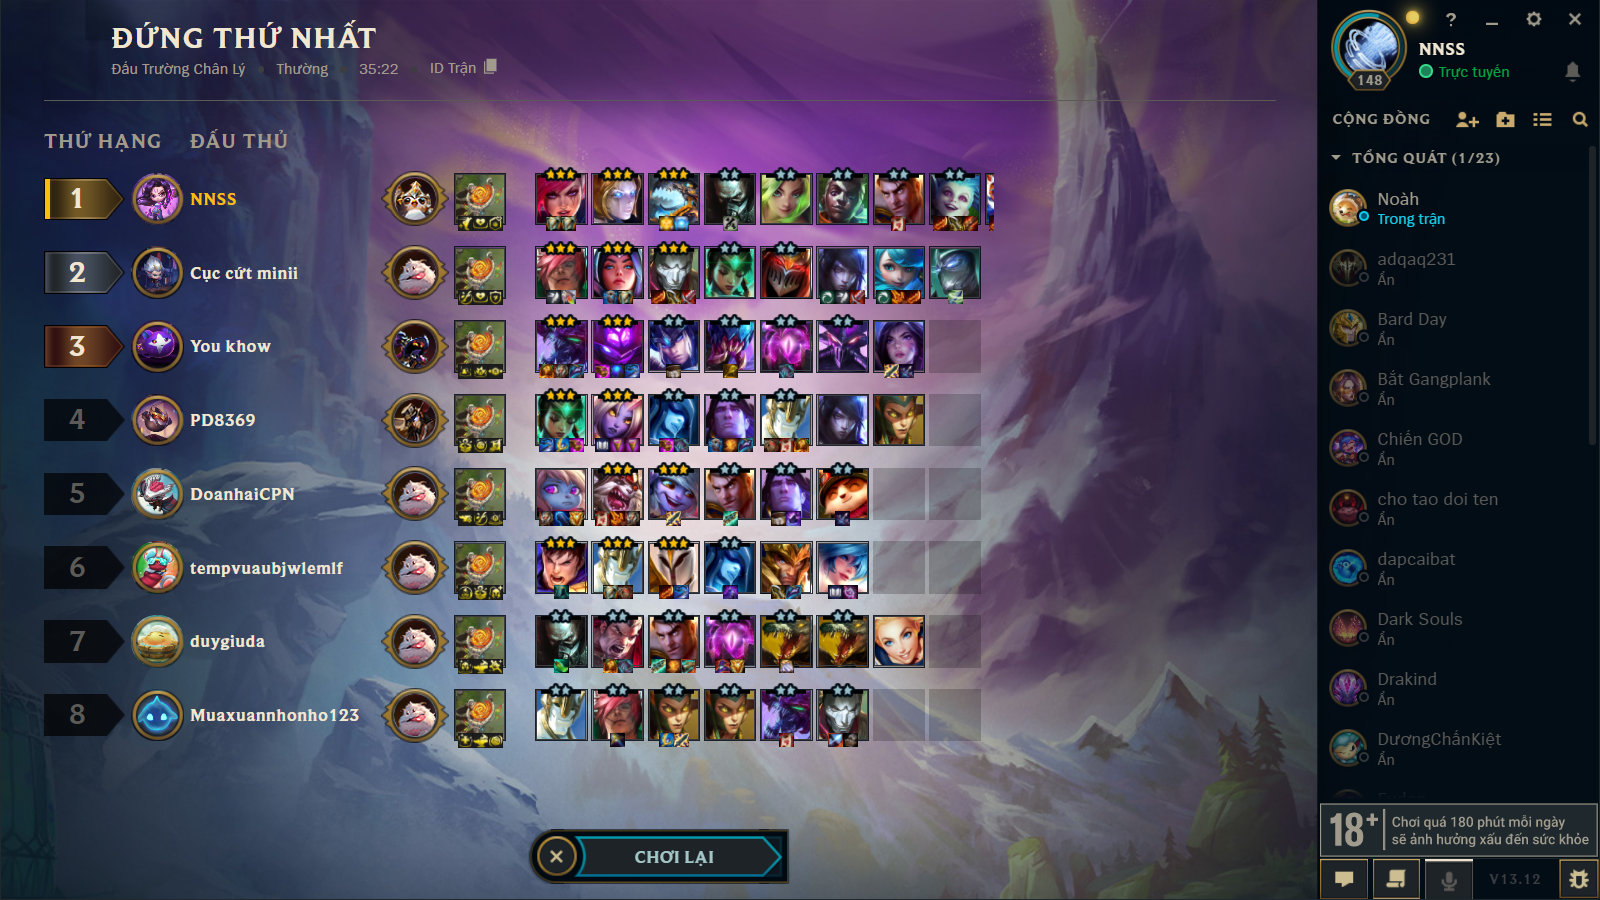 ĐỨNG THỨ NHẤT
Đấu Trường Chân Lý Thường 35:22 ID Trận
THỨ HẠNG ĐẤU THỦ
1 NNSS
2 Cục cứt minii
3 You khow
4 PD8369
5 DoanhaiCPN
6 tempvuaubjwlemlf
7 duygiuda
8 Muaxuannhonho123
CHƠI LẠI
?
NNSS
Trực tuyến
148
CỘNG ĐỒNG
TỔNG QUÁT (1/23)
Noàh
Trong trận
adqaq231
Ẩn
Bard Day
Ẩn
Bắt Gangplank
Ẩn
Chiến GOD
Ẩn
cho tao doi ten
Ẩn
dapcaibat
Ẩn
Dark Souls
Ẩn
Drakind
Ẩn
DươngChấnKiệt
Ẩn
18+
Chơi quá 180 phút mỗi ngày
sẽ ảnh hưởng xấu đến sức khỏe
V13.12